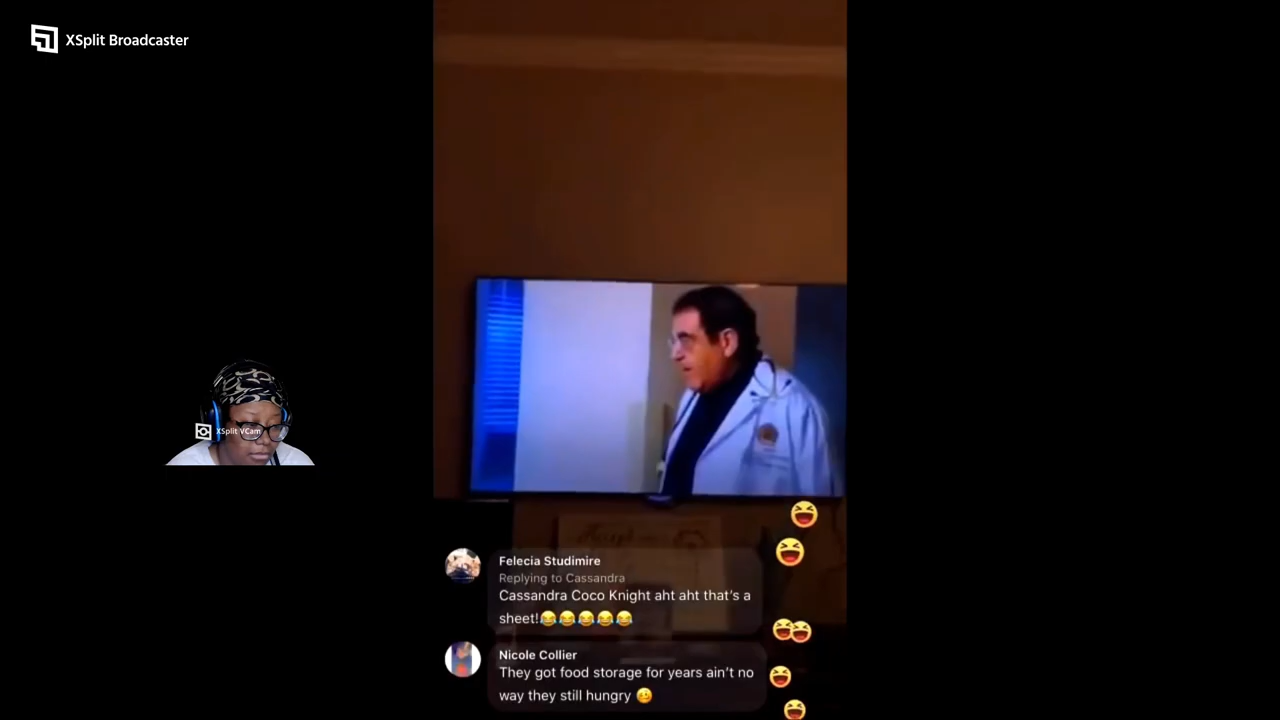 XSplit Broadcaster
XSplit VCam
Felecia Studimire
Replying to Cassandra
Cassandra Coco Knight aht aht that's a
sheet!😂😂😂😂😂
Nicole Collier
They got food storage for years ain't no
way they still hungry 🥴